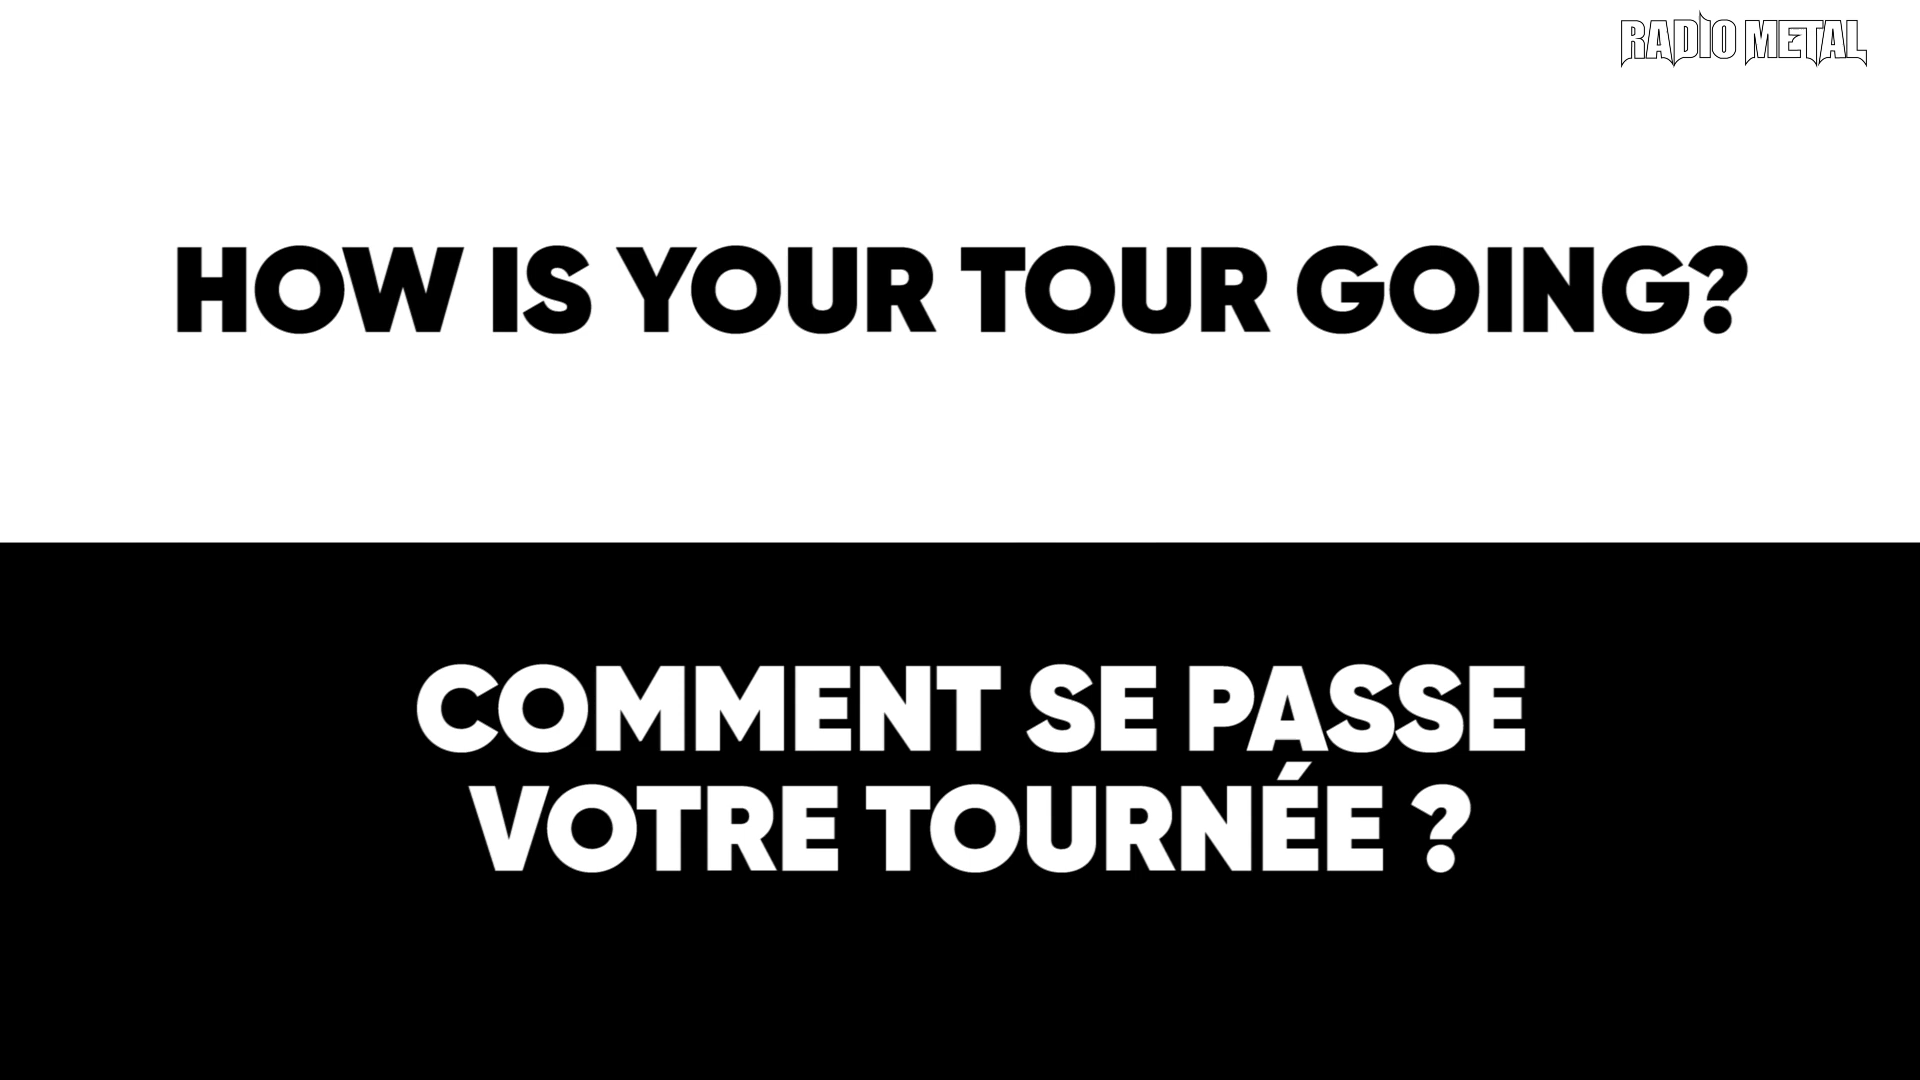 RADIO METAL
HOW IS YOUR TOUR GOING?
COMMENT SE PASSE
VOTRE TOURNÉE ?